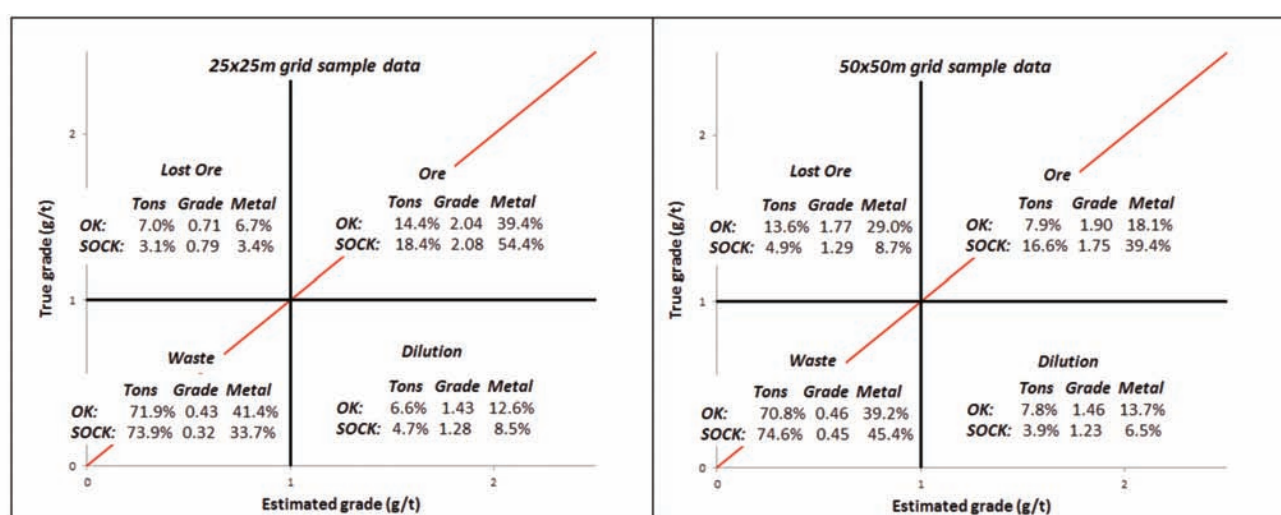 25x25m grid sample data
2
Lost Ore
Ore
Tons Grade Metal
OK: 7.0% 0.71 6.7%
SOCK: 3.1% 0.79 3.4%
Tons Grade Metal
OK: 14.4% 2.04 39.4%
SOCK: 18.4% 2.08 54.4%
True grade (g/t)
1
Waste
Dilution
Tons Grade Metal
OK: 71.9% 0.43 41.4%
SOCK: 73.9% 0.32 33.7%
Tons Grade Metal
OK: 6.6% 1.43 12.6%
SOCK: 4.7% 1.28 8.5%
0
0 1 2
Estimated grade (g/t)
50x50m grid sample data
2
Lost Ore
Ore
Tons Grade Metal
OK: 13.6% 1.77 29.0%
SOCK: 4.9% 1.29 8.7%
Tons Grade Metal
OK: 7.9% 1.90 18.1%
SOCK: 16.6% 1.75 39.4%
True grade (g/t)
1
Waste
Dilution
Tons Grade Metal
OK: 70.8% 0.46 39.2%
SOCK: 74.6% 0.45 45.4%
Tons Grade Metal
OK: 7.8% 1.46 13.7%
SOCK: 3.9% 1.23 6.5%
0
0 1 2
Estimated grade (g/t)